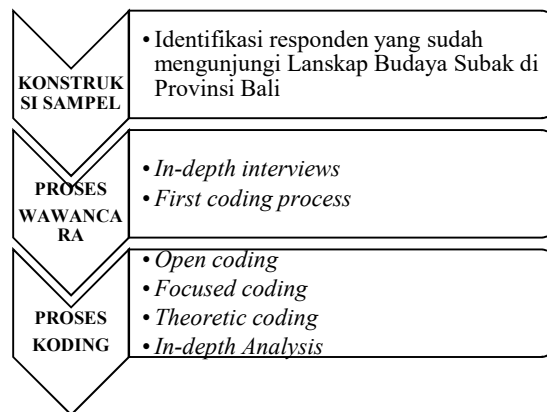 KONSTRUK
SI SAMPEL
• Identifikasi responden yang sudah
mengunjungi Lanskap Budaya Subak di
Provinsi Bali
PROSES
WAWANCA
RA
• In-depth interviews
• First coding process
PROSES
KODING
• Open coding
• Focused coding
• Theoretic coding
• In-depth Analysis